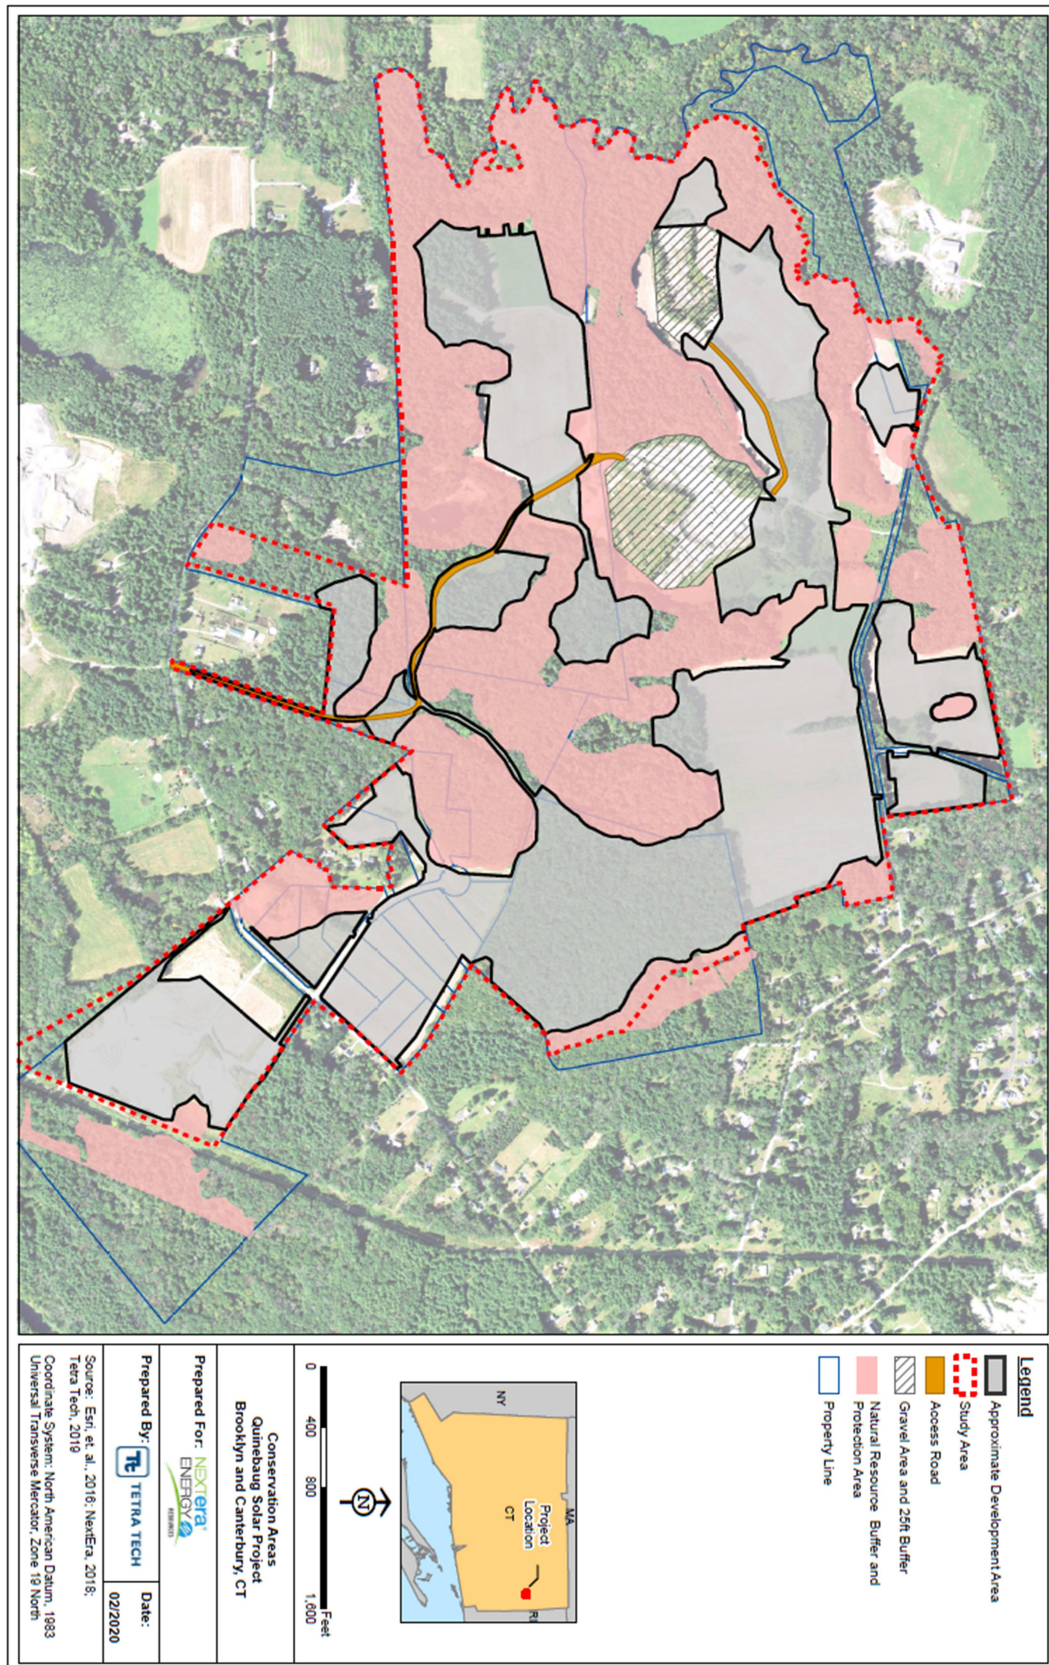 Legend
Approximate Development Area
Study Area
Access Road
Gravel Area and 25ft Buffer
Natural Resource Buffer and
Protection Area
Property Line
NY
MA
CT
RI
Project
Location
N
0 400 800 1,600
Feet
Conservation Areas
Quinebaug Solar Project
Brooklyn and Canterbury, CT
Prepared For:
NEXTera
ENERGY
RESOURCES
Prepared By:
Tt TETRA TECH
Date:
02/2020
Source: Esri, et. al., 2016; NextEra, 2018;
Tetra Tech, 2019
Coordinate System: North American Datum, 1983
Universal Transverse Mercator, Zone 19 North